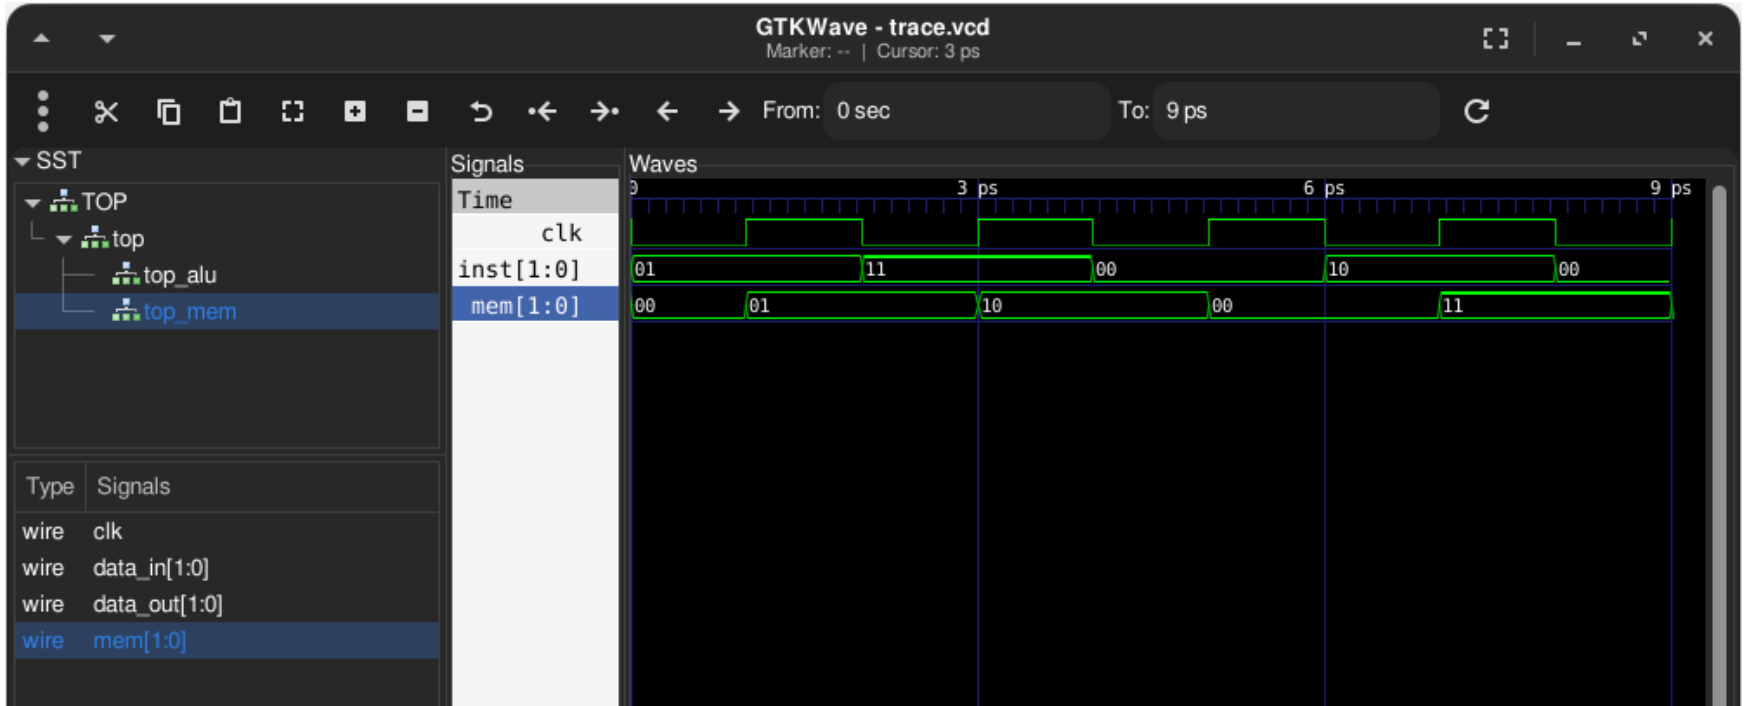 GTKWave - trace.vcd
Marker: -- | Cursor: 3 ps
From: 0 sec To: 9 ps
SST
TOP
top
top_alu
top_mem
Type Signals
wire clk
wire data_in[1:0]
wire data_out[1:0]
wire mem[1:0]
Signals
Time
clk
inst[1:0]
mem[1:0]
Waves
0 3 ps 6 ps 9 ps
01 11 00 10 00
00 01 10 00 11